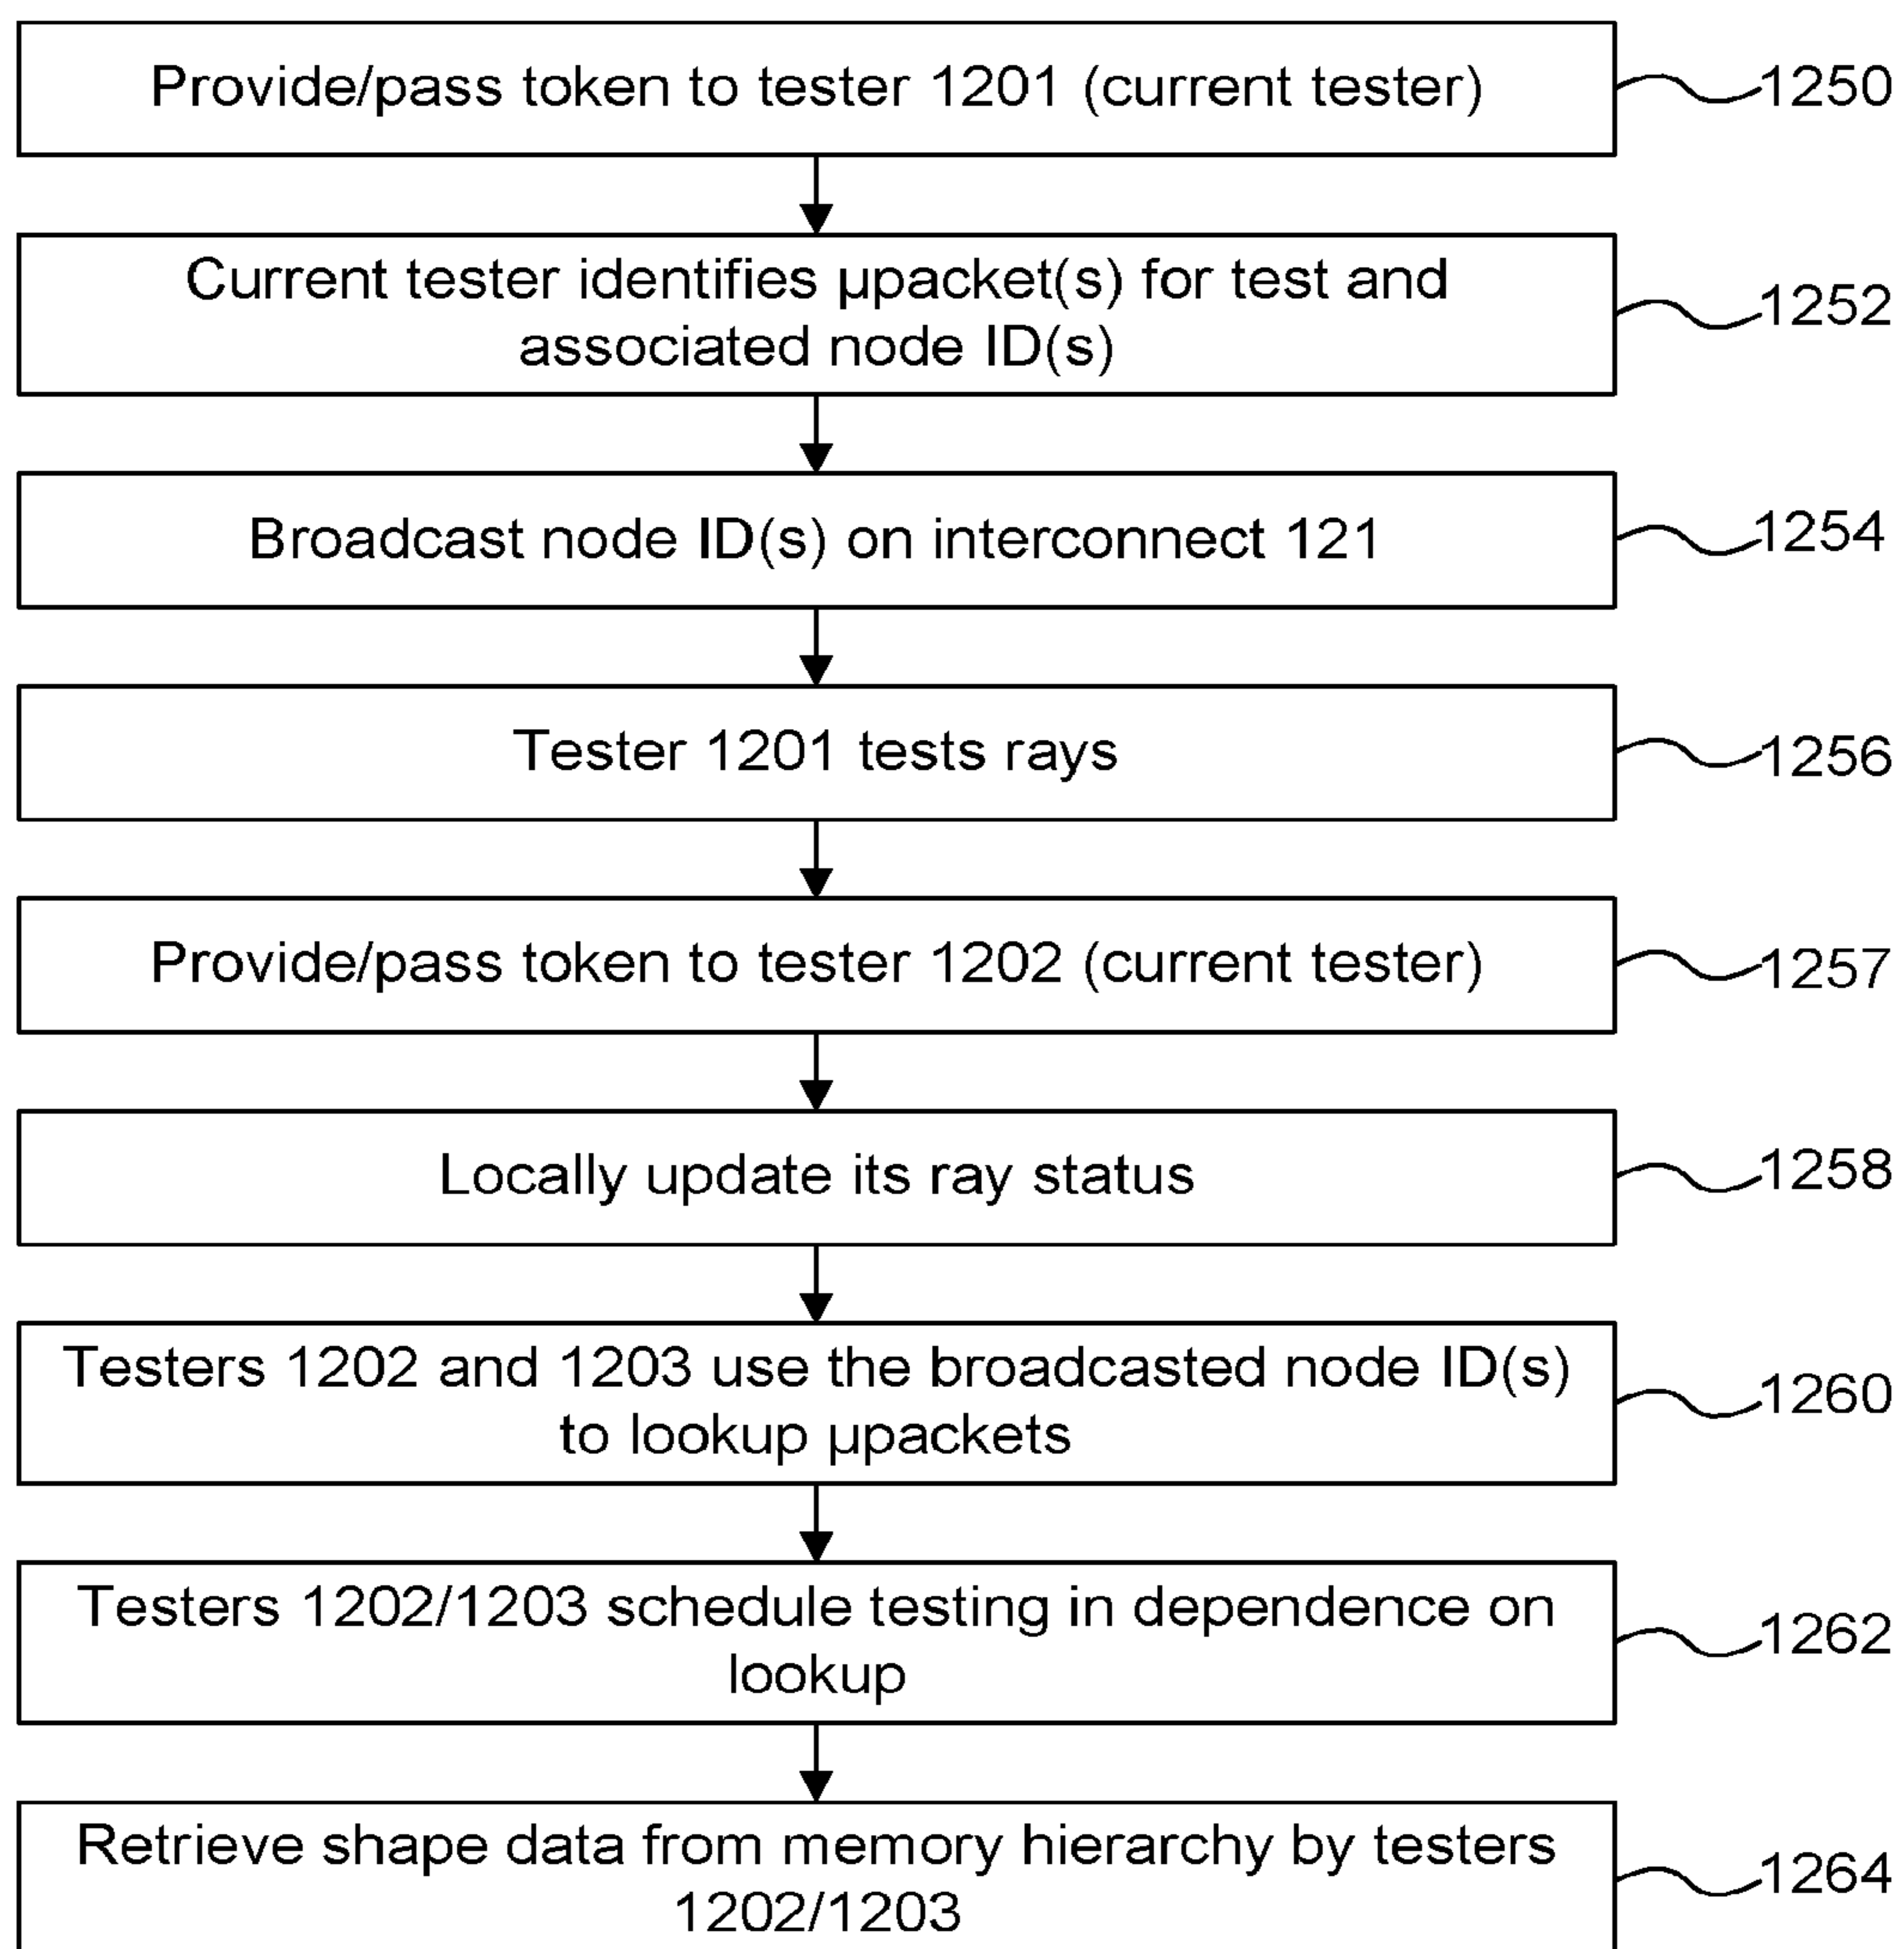 Provide/pass token to tester 1201 (current tester)
1250
Current tester identifies µpacket(s) for test and
associated node ID(s)
1252
Broadcast node ID(s) on interconnect 121
1254
Tester 1201 tests rays
1256
Provide/pass token to tester 1202 (current tester)
1257
Locally update its ray status
1258
Testers 1202 and 1203 use the broadcasted node ID(s)
to lookup µpackets
1260
Testers 1202/1203 schedule testing in dependence on
lookup
1262
Retrieve shape data from memory hierarchy by testers
1202/1203
1264